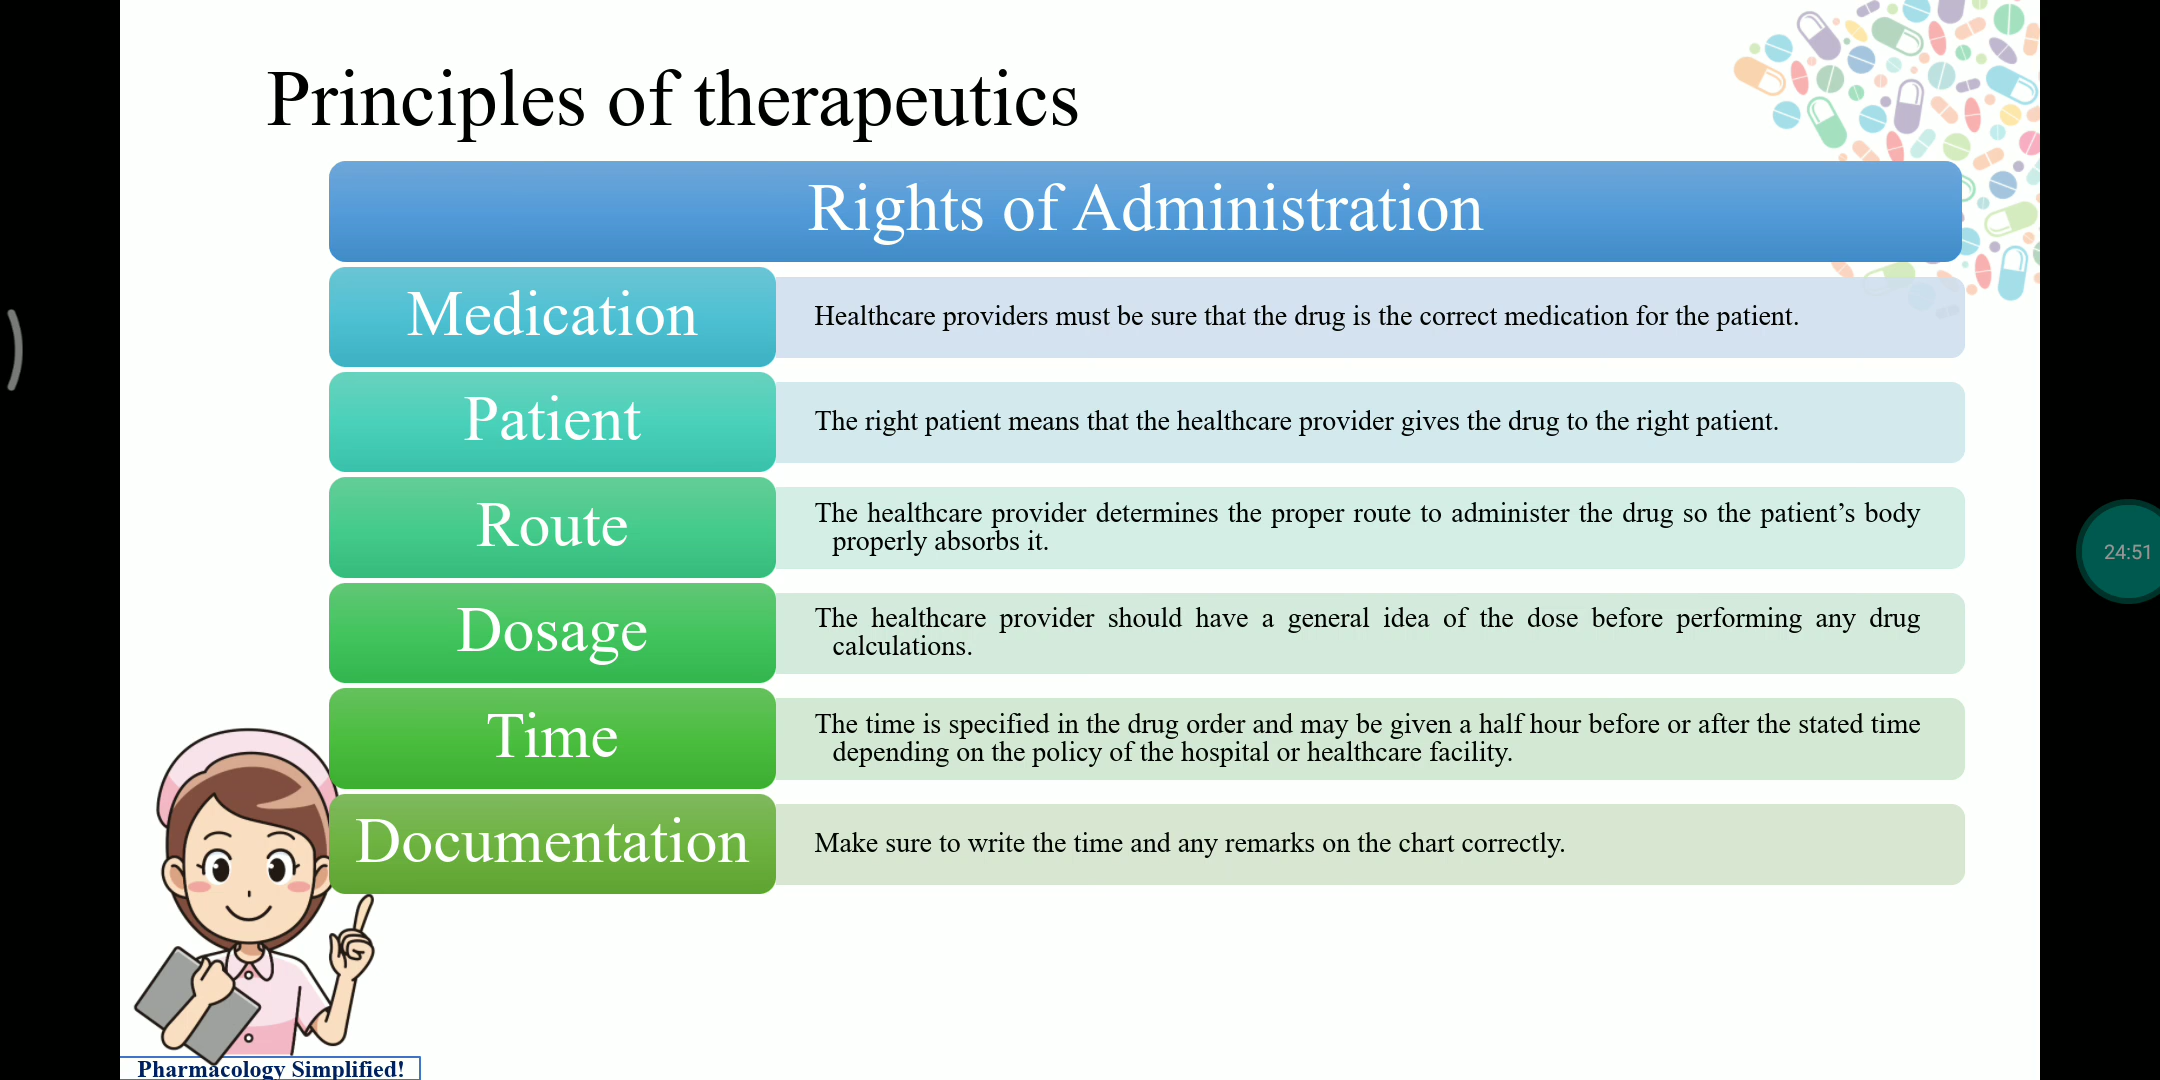 Principles of therapeutics
Rights of Administration
Medication
Healthcare providers must be sure that the drug is the correct medication for the patient.
Patient
The right patient means that the healthcare provider gives the drug to the right patient.
Route
The healthcare provider determines the proper route to administer the drug so the patient’s body
properly absorbs it.
Dosage
The healthcare provider should have a general idea of the dose before performing any drug
calculations.
Time
The time is specified in the drug order and may be given a half hour before or after the stated time
depending on the policy of the hospital or healthcare facility.
Documentation
Make sure to write the time and any remarks on the chart correctly.
24:51
Pharmacology Simplified!